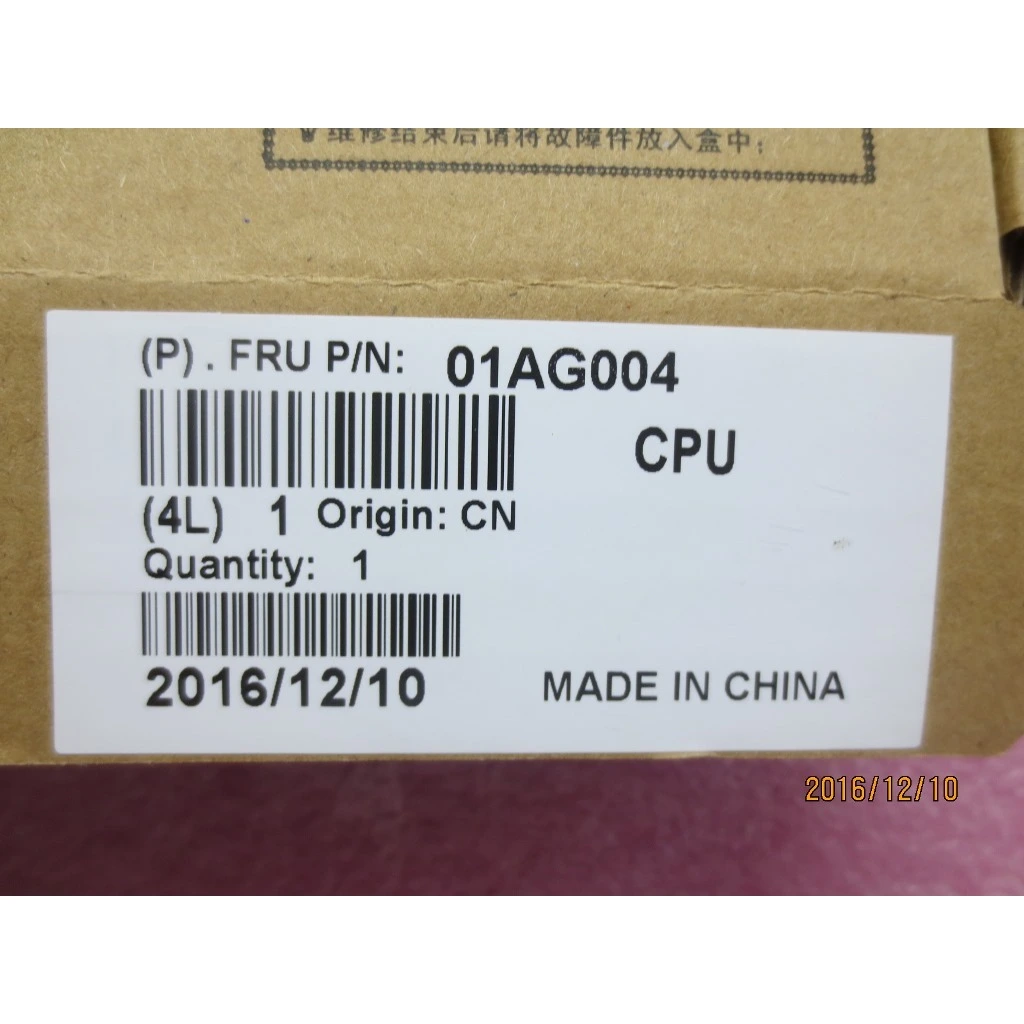 维修结束后请将故障件放入盒中;
(P) . FRU P/N: 01AG004
CPU
(4L) 1 Origin: CN
Quantity: 1
2016/12/10
MADE IN CHINA
2016/12/10